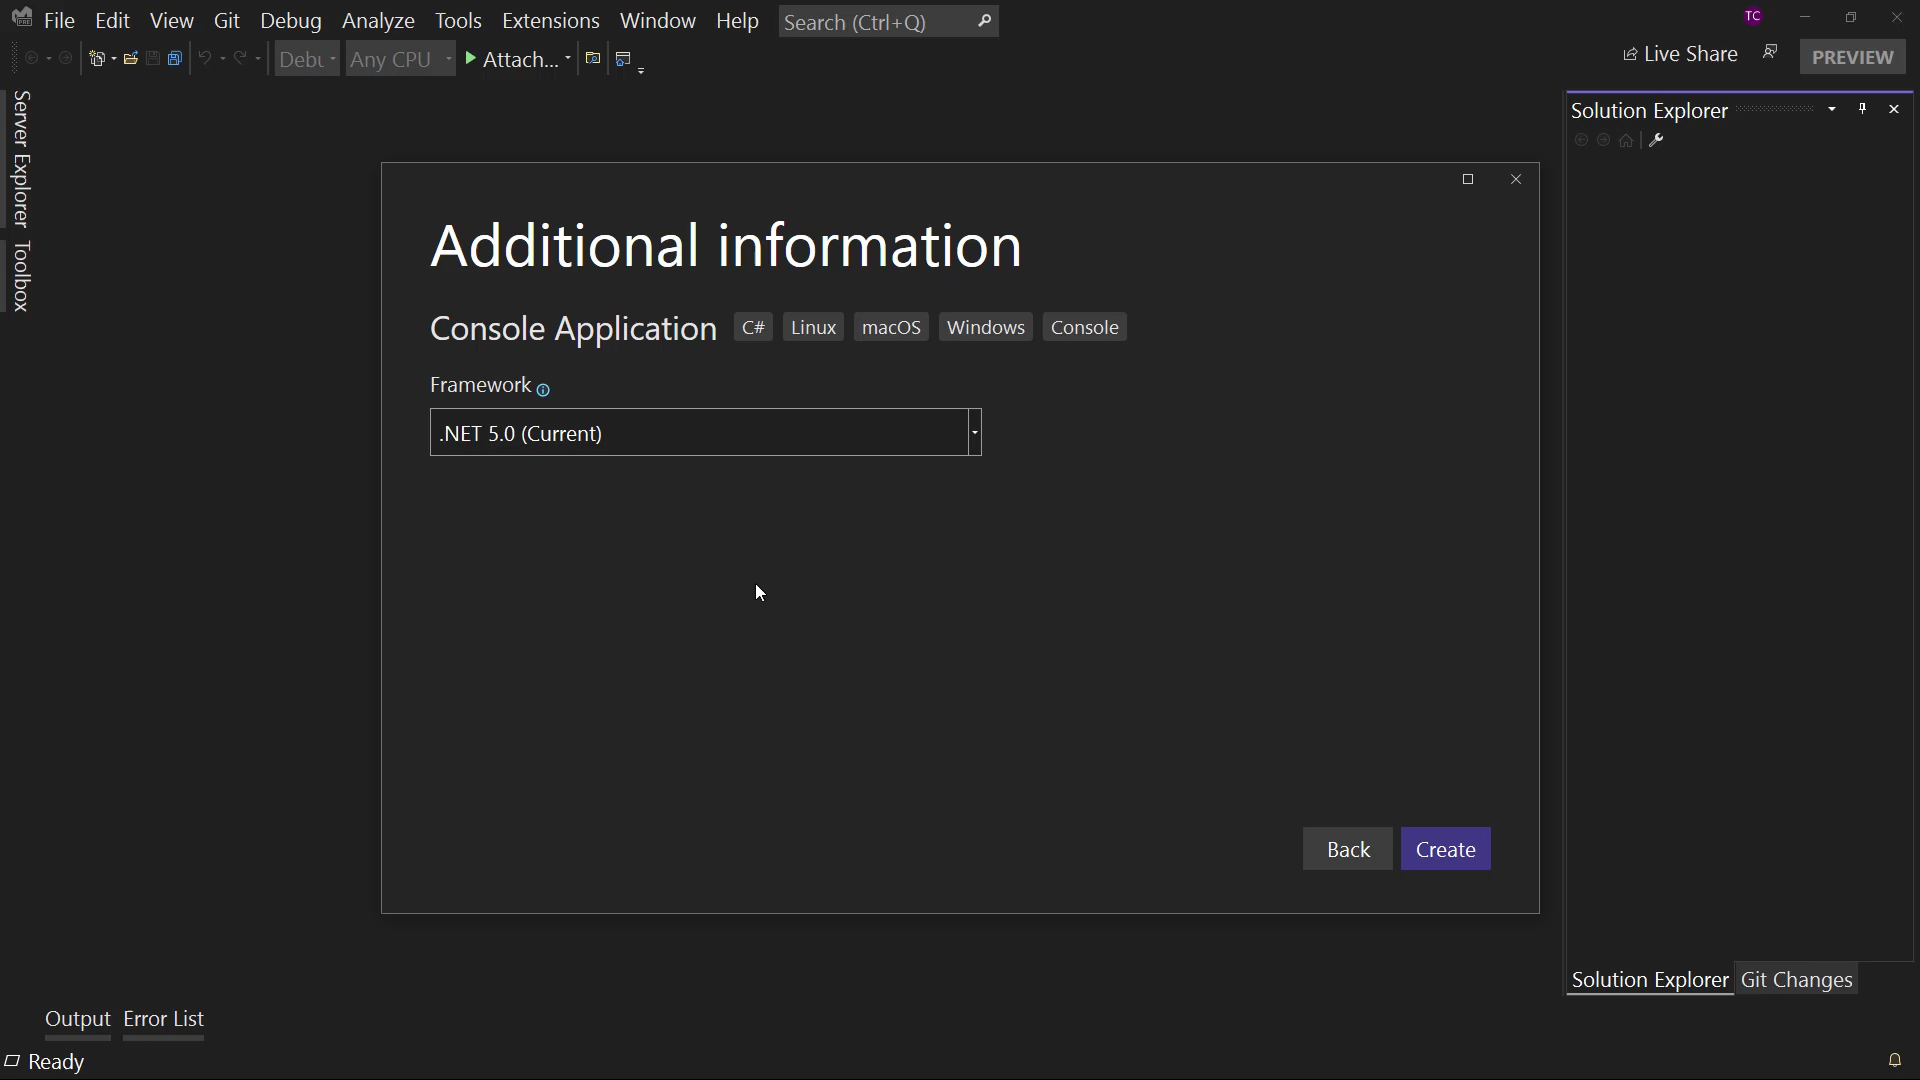 File Edit View Git Debug Analyze Tools Extensions Window Help Search (Ctrl+Q) TC
Debu Any CPU Attach... Live Share PREVIEW
Server Explorer
Toolbox
Solution Explorer
Additional information
Console Application C# Linux macOS Windows Console
Framework
.NET 5.0 (Current)
Back Create
Solution Explorer Git Changes
Output Error List
Ready